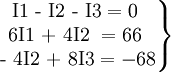 I1 - I2 - I3 = 0
6I1 + 4I2 = 66
- 4I2 + 8I3 = −68